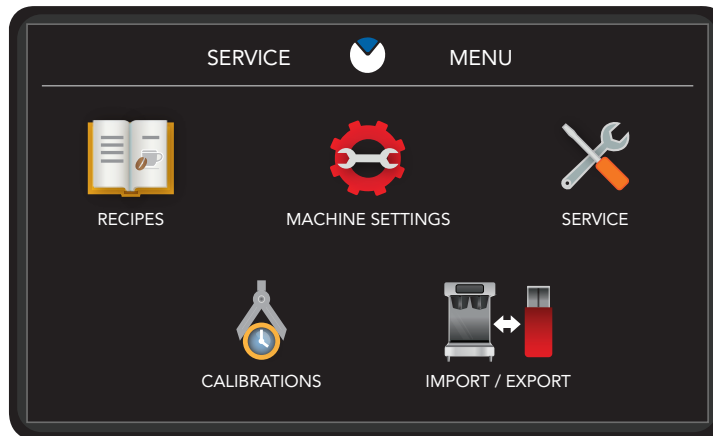 SERVICE MENU
RECIPES
MACHINE SETTINGS
SERVICE
CALIBRATIONS
IMPORT / EXPORT